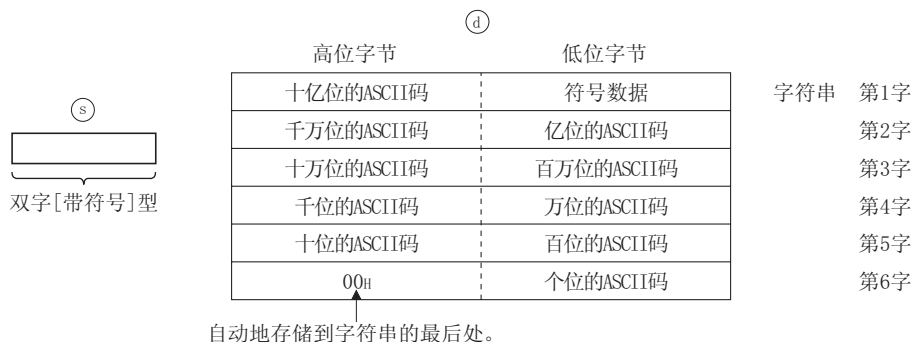 d
高位字节 低位字节
s
双字[带符号]型
十亿位的ASCII码 符号数据 字符串 第1字
千万位的ASCII码 亿位的ASCII码 第2字
十万位的ASCII码 百万位的ASCII码 第3字
千位的ASCII码 万位的ASCII码 第4字
十位的ASCII码 百位的ASCII码 第5字
00H 个位的ASCII码 第6字
自动地存储到字符串的最后处。